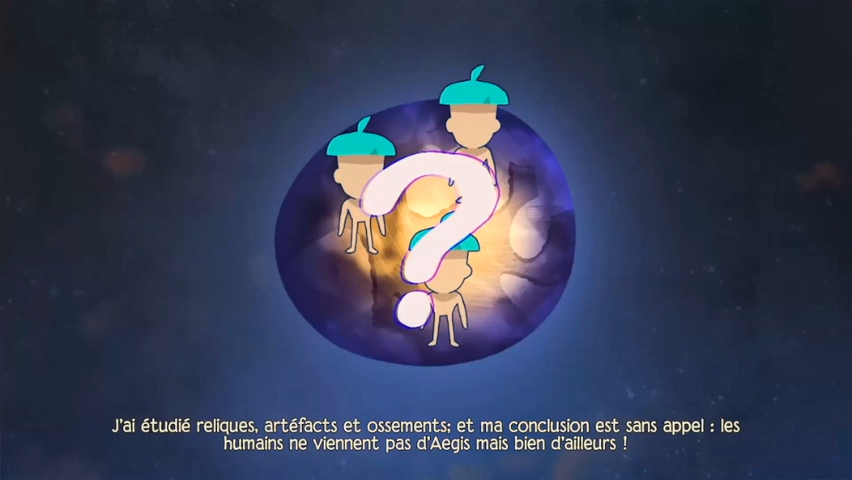 ?
J'ai étudié reliques, artéfacts et ossements; et ma conclusion est sans appel : les
humains ne viennent pas d'Aegis mais bien d'ailleurs !